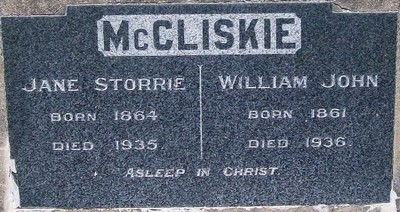 McCLISKIE
JANE STORRIE
BORN 1864
DIED 1935
WILLIAM JOHN
BORN 1861
DIED 1936
ASLEEP IN CHRIST